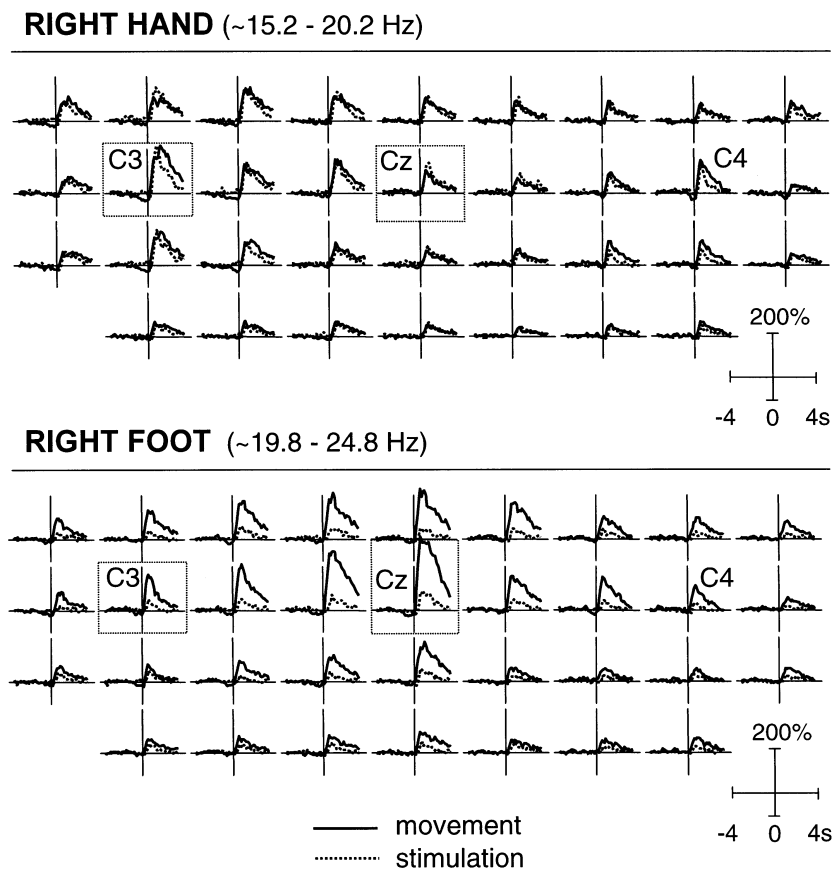 RIGHT HAND (~15.2 - 20.2 Hz)
C3
Cz
C4
200%
-4 0 4s
RIGHT FOOT (~19.8 - 24.8 Hz)
C3
Cz
C4
200%
-4 0 4s
movement
stimulation